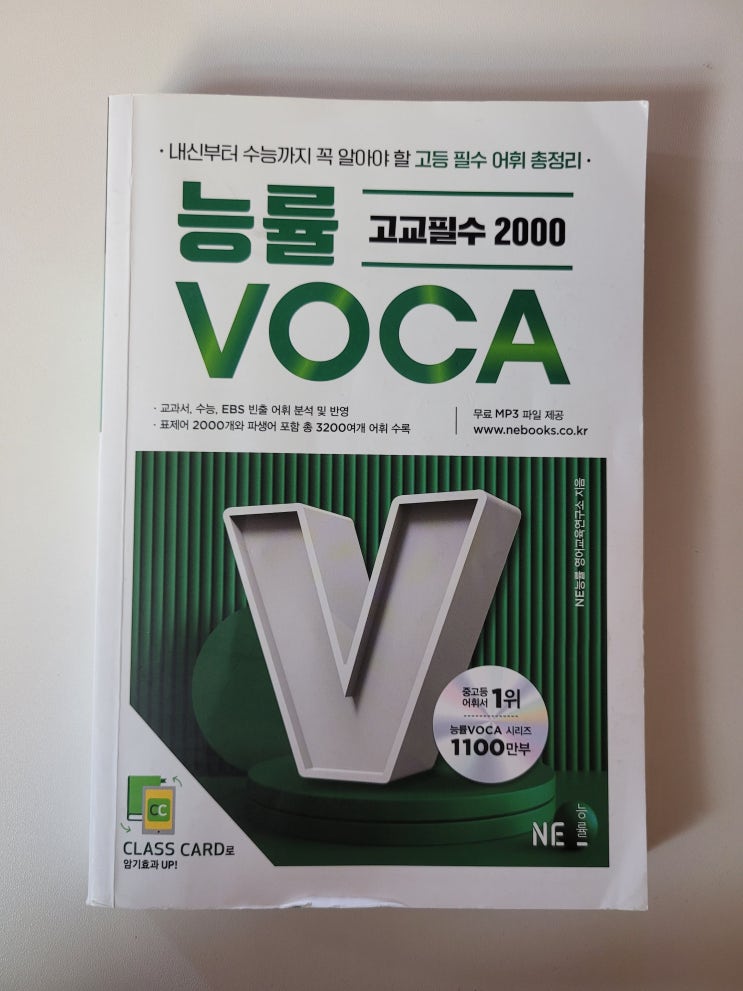 · 내신부터 수능까지 꼭 알아야 할 고등 필수 어휘 총정리 ·
능률
고교필수 2000
VOCA
· 교과서, 수능, EBS 빈출 어휘 분석 및 반영
· 표제어 2000개와 파생어 포함 총 3200여개 어휘 수록
무료 MP3 파일 제공
www.nebooks.co.kr
NE능률 영어교육연구소 지음
V
중고등
어휘서 1위
능률VOCA 시리즈
1100만부
CC
CLASS CARD로
암기효과 UP!
NE 능률